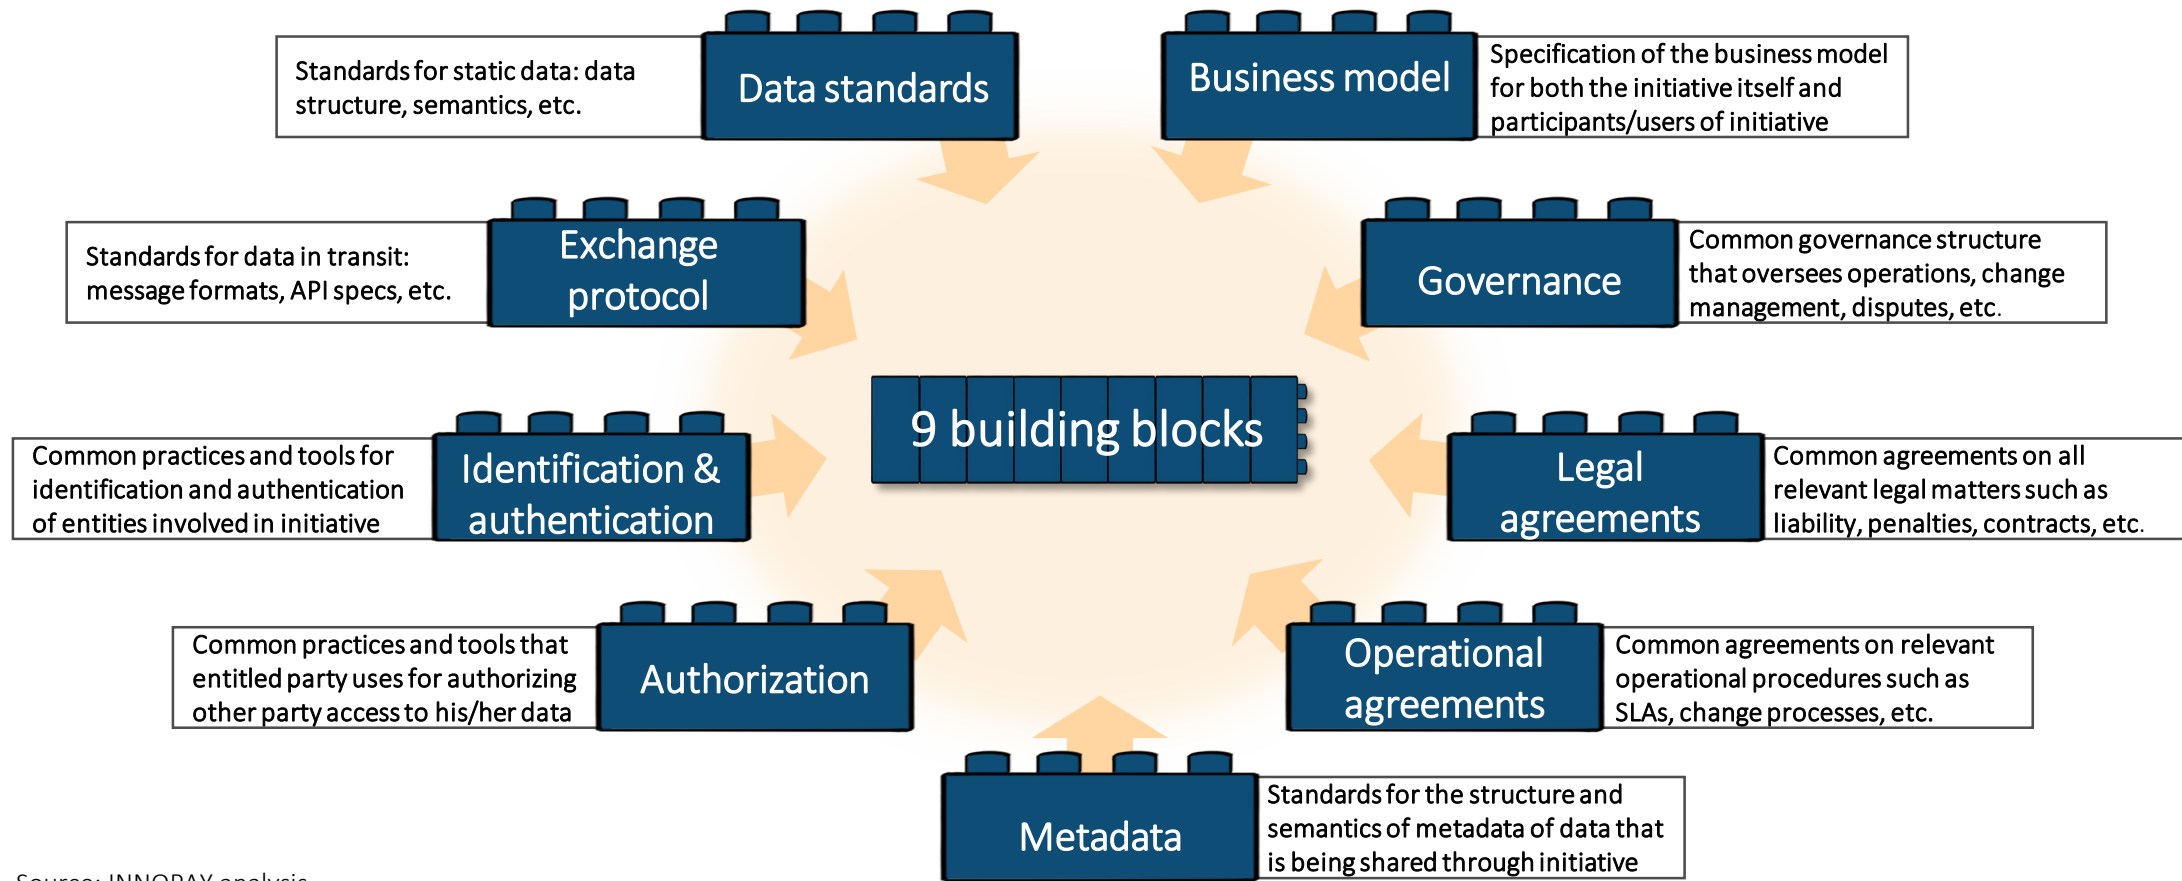 Standards for static data: data
structure, semantics, etc.
Data standards
Business model
Specification of the business model
for both the initiative itself and
participants/users of initiative
Standards for data in transit:
message formats, API specs, etc.
Exchange
protocol
Governance
Common governance structure
that oversees operations, change
management, disputes, etc.
9 building blocks
Common practices and tools for
identification and authentication
of entities involved in initiative
Identification &
authentication
Legal
agreements
Common agreements on all
relevant legal matters such as
liability, penalties, contracts, etc.
Common practices and tools that
entitled party uses for authorizing
other party access to his/her data
Authorization
Operational
agreements
Common agreements on relevant
operational procedures such as
SLAs, change processes, etc.
Metadata
Standards for the structure and
semantics of metadata of data that
is being shared through initiative
Source: INNOPAY analysis